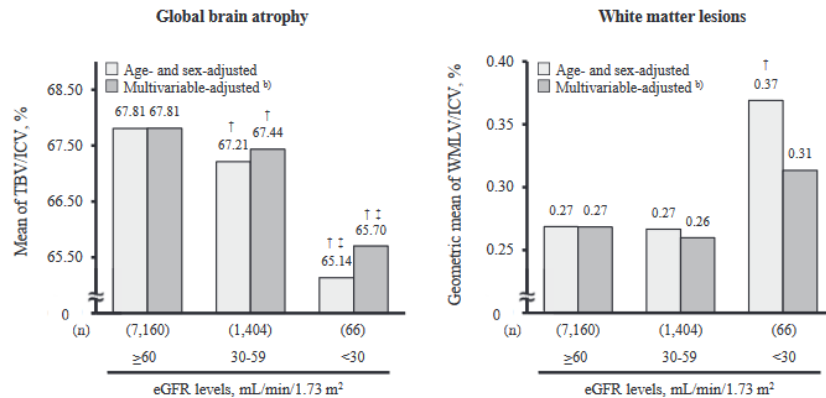 Global brain atrophy
Mean of TBV/ICV, %
68.50
67.50
66.50
65.50
0
Age- and sex-adjusted
Multivariable-adjusted b)
67.81 67.81
↑
67.21
↑
67.44
↑ ‡
65.14
↑ ‡
65.70
(n) (7,160) (1,404) (66)
≥60 30-59 <30
eGFR levels, mL/min/1.73 m²
White matter lesions
Geometric mean of WMLV/ICV, %
0.40
0.35
0.30
0.25
0
Age- and sex-adjusted
Multivariable-adjusted b)
0.27 0.27
0.27 0.26
↑
0.37
0.31
(n) (7,160) (1,404) (66)
≥60 30-59 <30
eGFR levels, mL/min/1.73 m²